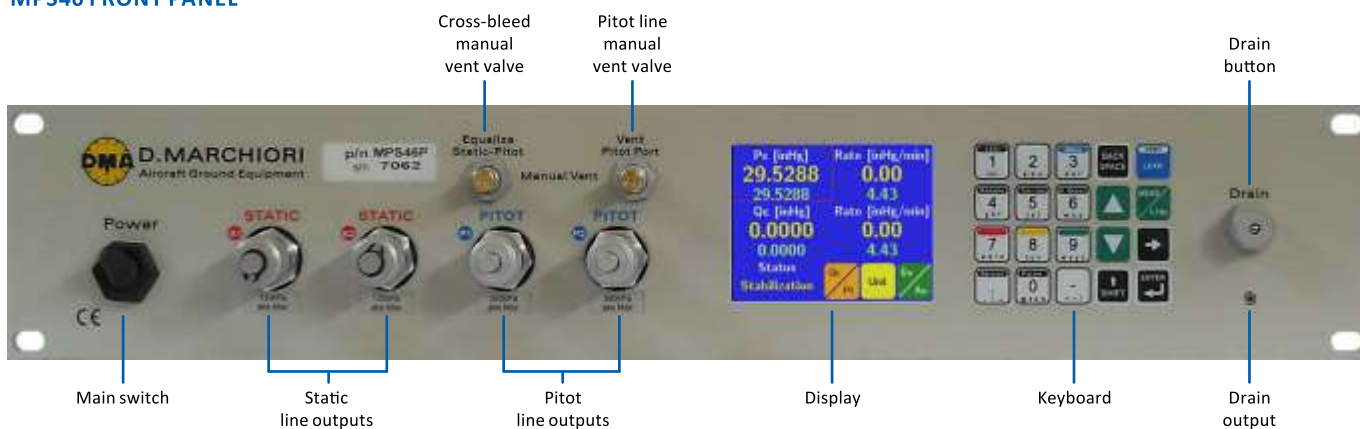 MPS46 FRONT PANEL
Cross-bleed
manual
vent valve
Pitot line
manual
vent valve
Drain
button
DMA D.MARCHIORI
Aircraft Ground Equipment
p/n MPS46P
s/n 7062
Equalize
Static-Pitot
Vent
Pitot Port
Manual Vent
Power
STATIC
STATIC
PITOT
PITOT
CE
Ps [inHg] Rate [inHg/min]
29.5288 0.00
29.5288 4.43
Qc [inHg] Rate [inHg/min]
0.0000 0.00
0.0000 4.43
Status
Stabilization
Unit
1 2 3 BACK SPACE LEAK
4 5 6
7 8 9
0 - SHIFT ENTER
Drain
Main switch
Static
line outputs
Pitot
line outputs
Display
Keyboard
Drain
output